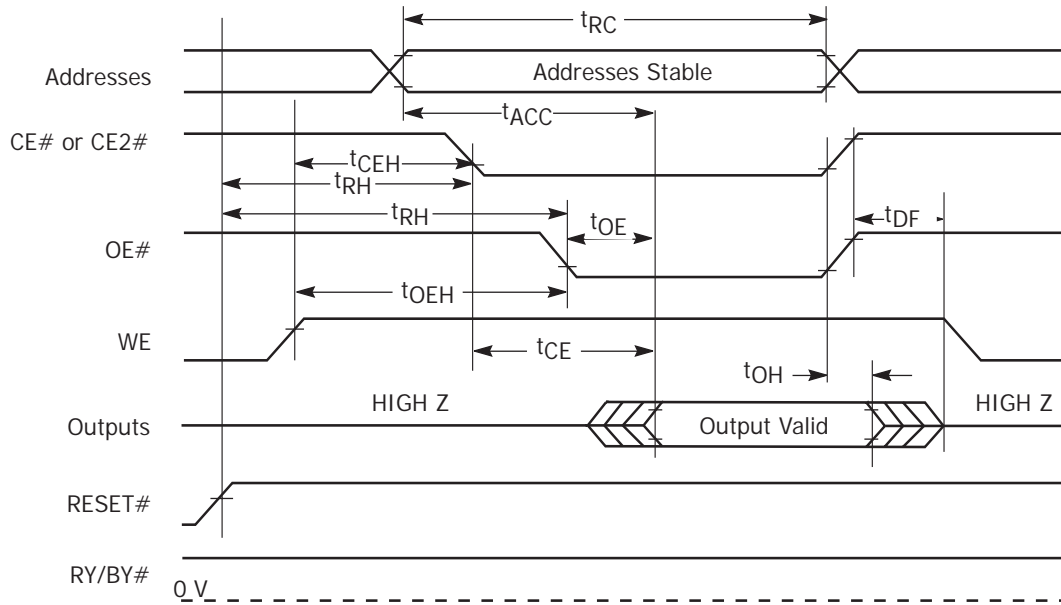 tRC
Addresses
Addresses Stable
tACC
CE# or CE2#
tCEH
tRH
tRH
tOE
tDF
OE#
tOEH
WE
tCE
tOH
HIGH Z
HIGH Z
Outputs
Output Valid
RESET#
RY/BY#
0 V